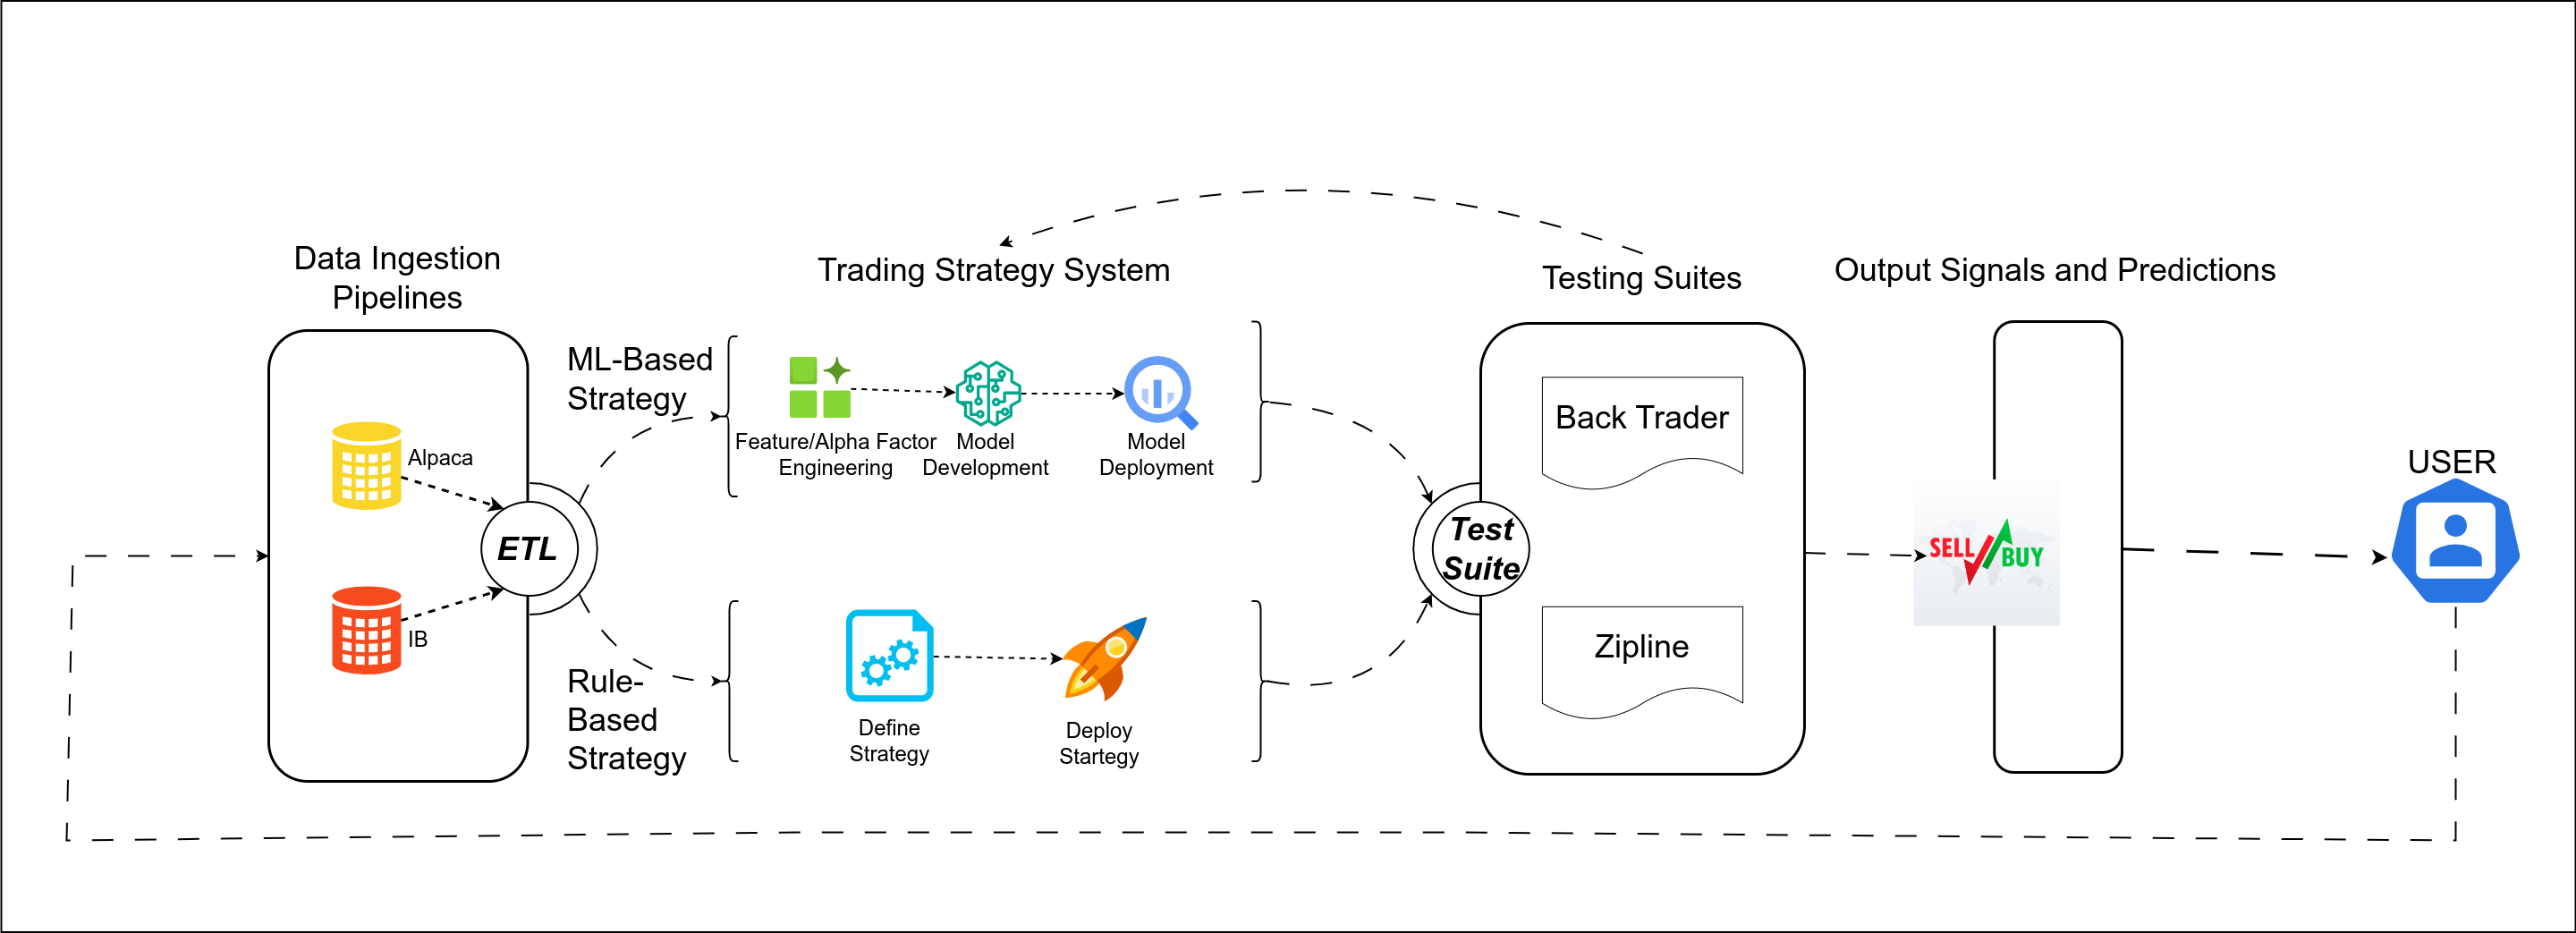 Data Ingestion
Pipelines
Trading Strategy System
Testing Suites
Output Signals and Predictions
ML-Based
Strategy
Feature/Alpha Factor
Engineering
Model
Development
Model
Deployment
Alpaca
IB
ETL
Rule-
Based
Strategy
Define
Strategy
Deploy
Startegy
Test
Suite
Back Trader
Zipline
SELL
BUY
USER